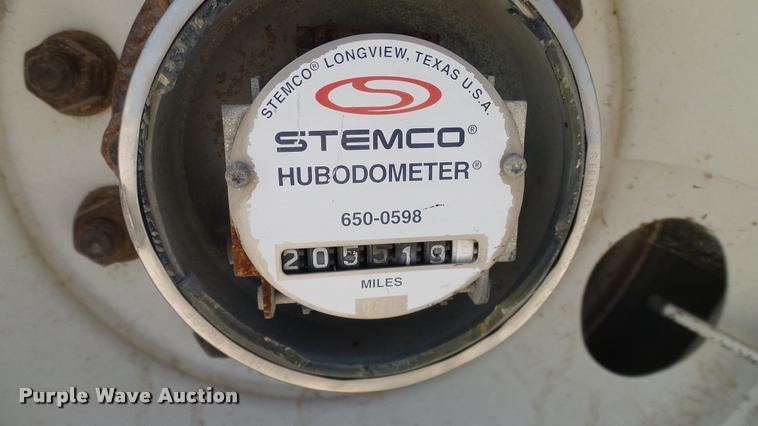 STEMCO® LONGVIEW, TEXAS U.S.A.
STEMCO®
HUBODOMETER®
650-0598
205519
MILES
Purple Wave Auction